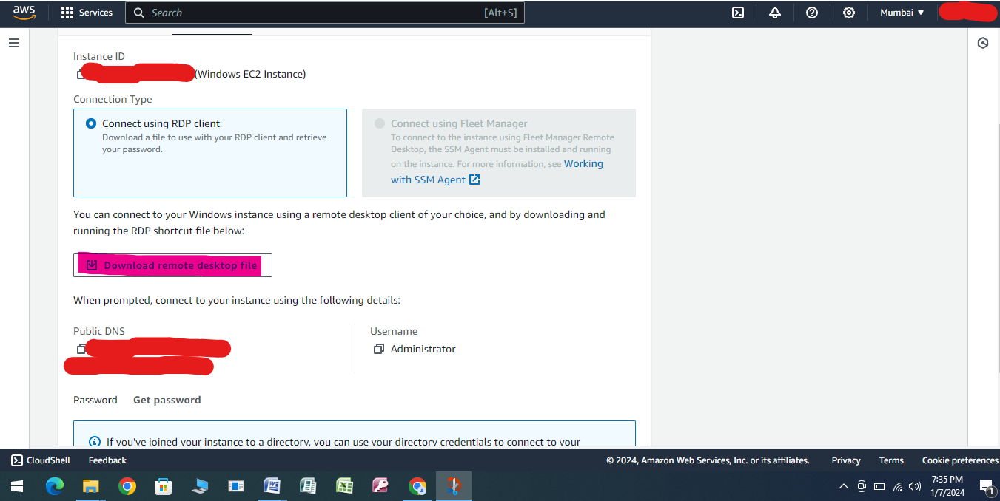 aws
Services
Search
[Alt+S]
Mumbai
Instance ID
(Windows EC2 Instance)
Connection Type
Connect using RDP client
Download a file to use with your RDP client and retrieve
your password.
Connect using Fleet Manager
To connect to the instance using Fleet Manager Remote
Desktop, the SSM Agent must be installed and running
on the instance. For more information, see Working
with SSM Agent
You can connect to your Windows instance using a remote desktop client of your choice, and by downloading and
running the RDP shortcut file below:
Download remote desktop file
When prompted, connect to your instance using the following details:
Public DNS
Username
Administrator
Password
Get password
If you've joined your instance to a directory, you can use your directory credentials to connect to your
CloudShell
Feedback
© 2024, Amazon Web Services, Inc. or its affiliates.
Privacy
Terms
Cookie preferences
7:35 PM
1/7/2024
1